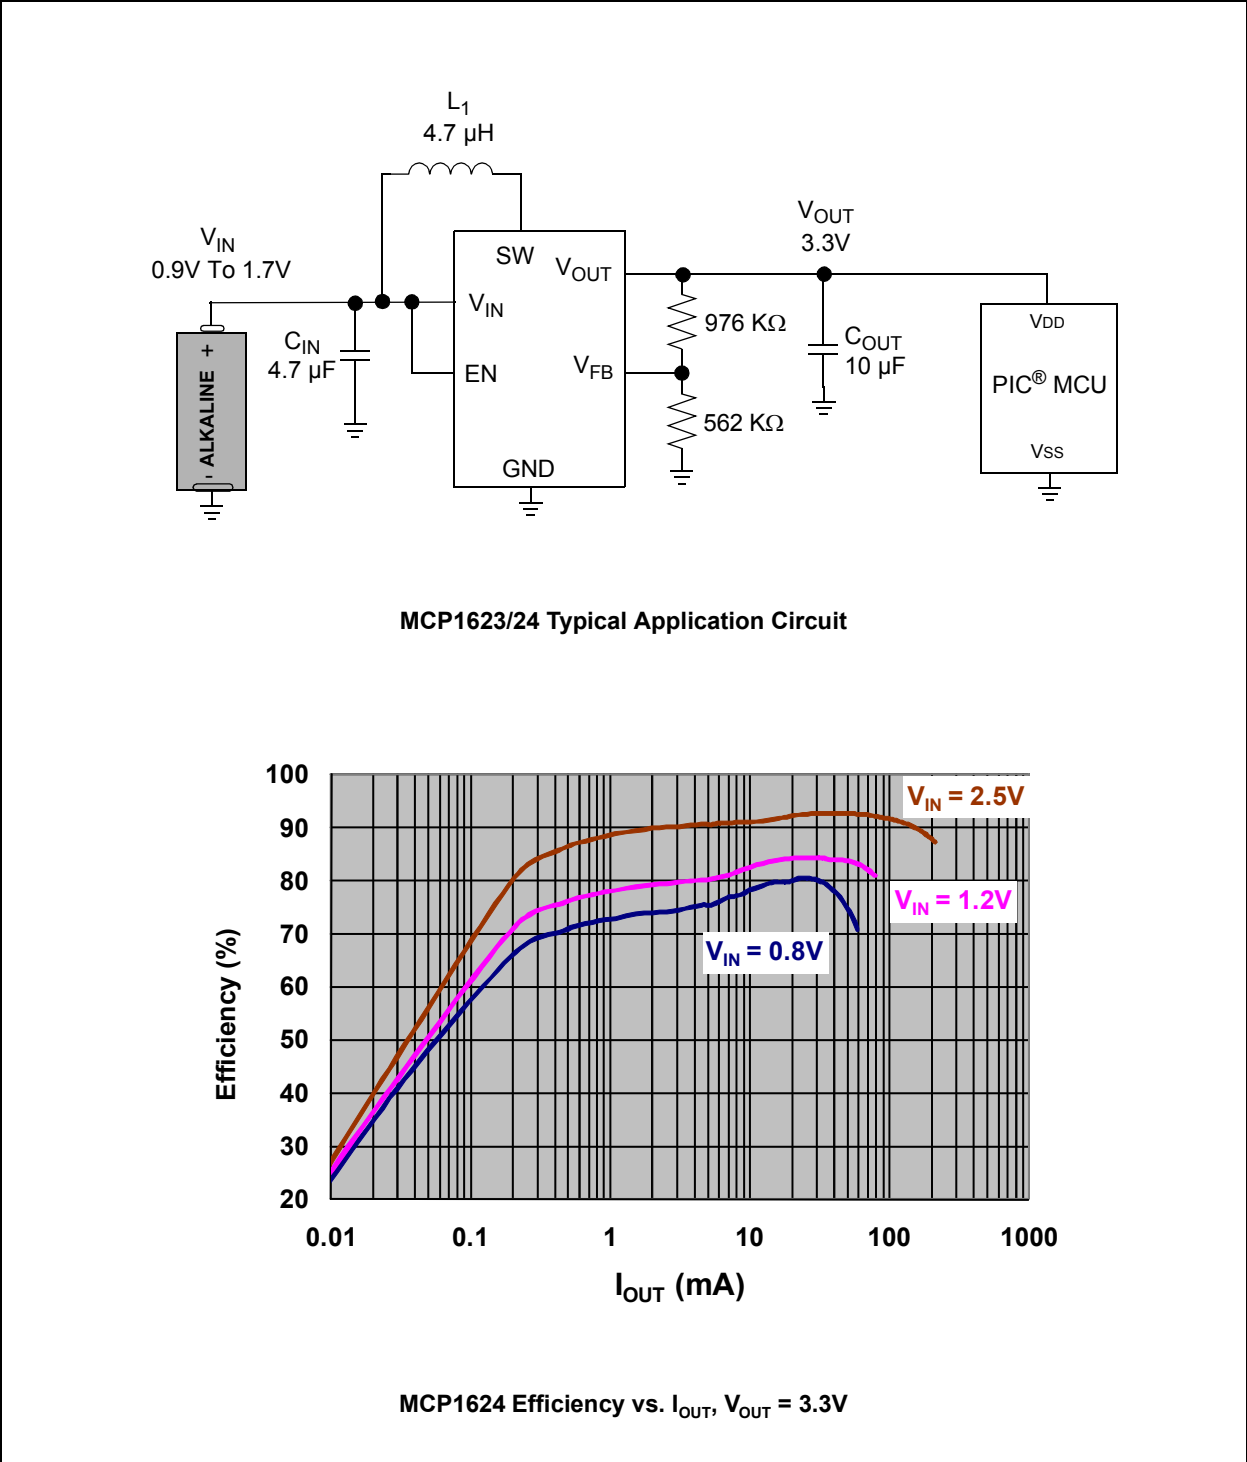 L1
4.7 µH
VIN
0.9V To 1.7V
VOUT
3.3V
SW
VOUT
VIN
VDD
976 KΩ
CIN
4.7 µF
COUT
10 µF
EN
VFB
PIC® MCU
- ALKALINE +
562 KΩ
VSS
GND
MCP1623/24 Typical Application Circuit
100
90
80
70
60
50
40
30
20
Efficiency (%)
VIN = 2.5V
VIN = 1.2V
VIN = 0.8V
0.01 0.1 1 10 100 1000
IOUT (mA)
MCP1624 Efficiency vs. IOUT, VOUT = 3.3V